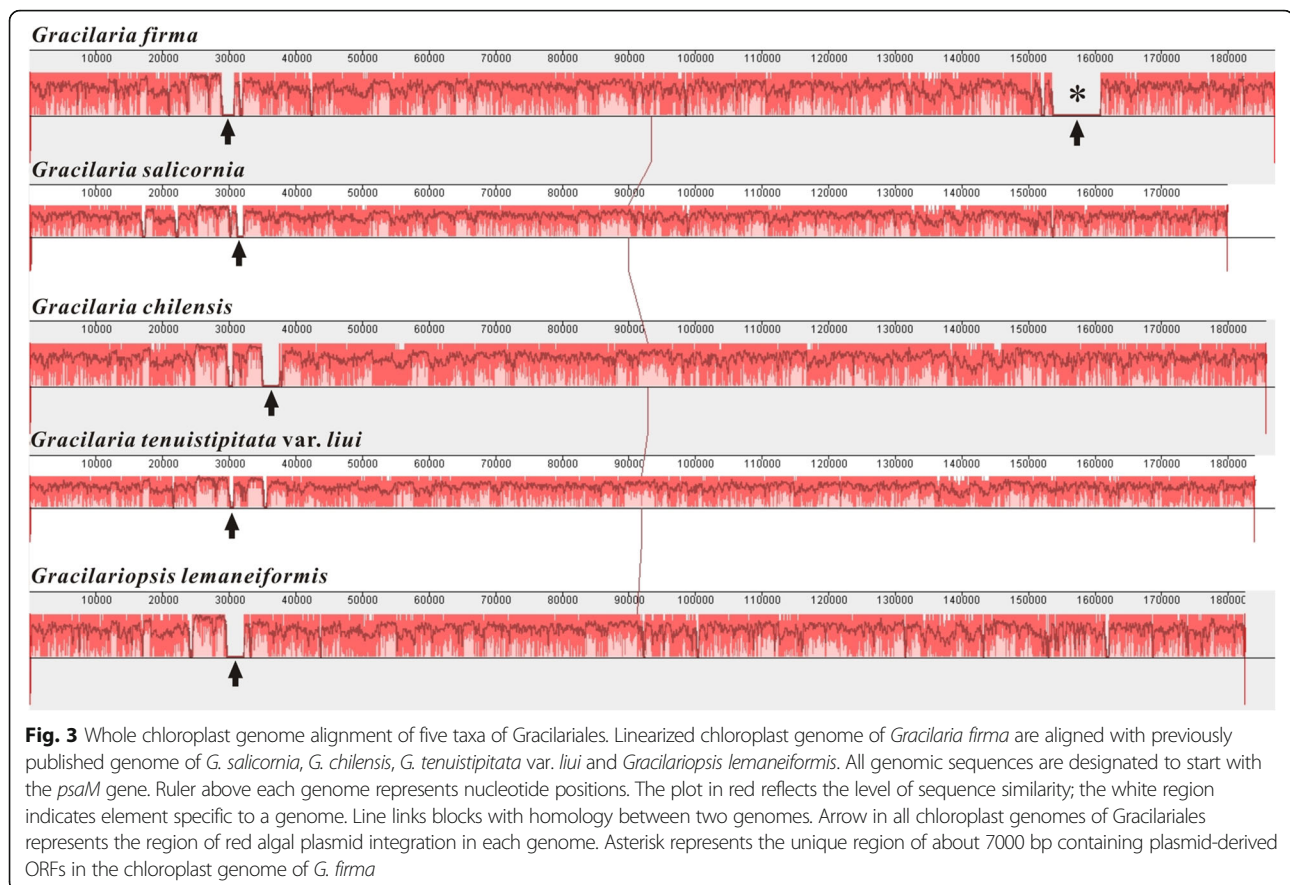 Gracilaria firma
10000 20000 30000 40000 50000 60000 70000 80000 90000 100000 110000 120000 130000 140000 150000 160000 170000 180000
*
Gracilaria salicornia
10000 20000 30000 40000 50000 60000 70000 80000 90000 100000 110000 120000 130000 140000 150000 160000 170000
Gracilaria chilensis
10000 20000 30000 40000 50000 60000 70000 80000 90000 100000 110000 120000 130000 140000 150000 160000 170000 180000
Gracilaria tenuistipitata var. liui
10000 20000 30000 40000 50000 60000 70000 80000 90000 100000 110000 120000 130000 140000 150000 160000 170000 180000
Gracilariopsis lemaneiformis
10000 20000 30000 40000 50000 60000 70000 80000 90000 100000 110000 120000 130000 140000 150000 160000 170000 180000
Fig. 3 Whole chloroplast genome alignment of five taxa of Gracilariales. Linearized chloroplast genome of Gracilaria firma are aligned with previously
published genome of G. salicornia, G. chilensis, G. tenuistipitata var. liui and Gracilariopsis lemaneiformis. All genomic sequences are designated to start with
the psaM gene. Ruler above each genome represents nucleotide positions. The plot in red reflects the level of sequence similarity; the white region
indicates element specific to a genome. Line links blocks with homology between two genomes. Arrow in all chloroplast genomes of Gracilariales
represents the region of red algal plasmid integration in each genome. Asterisk represents the unique region of about 7000 bp containing plasmid-derived
ORFs in the chloroplast genome of G. firma